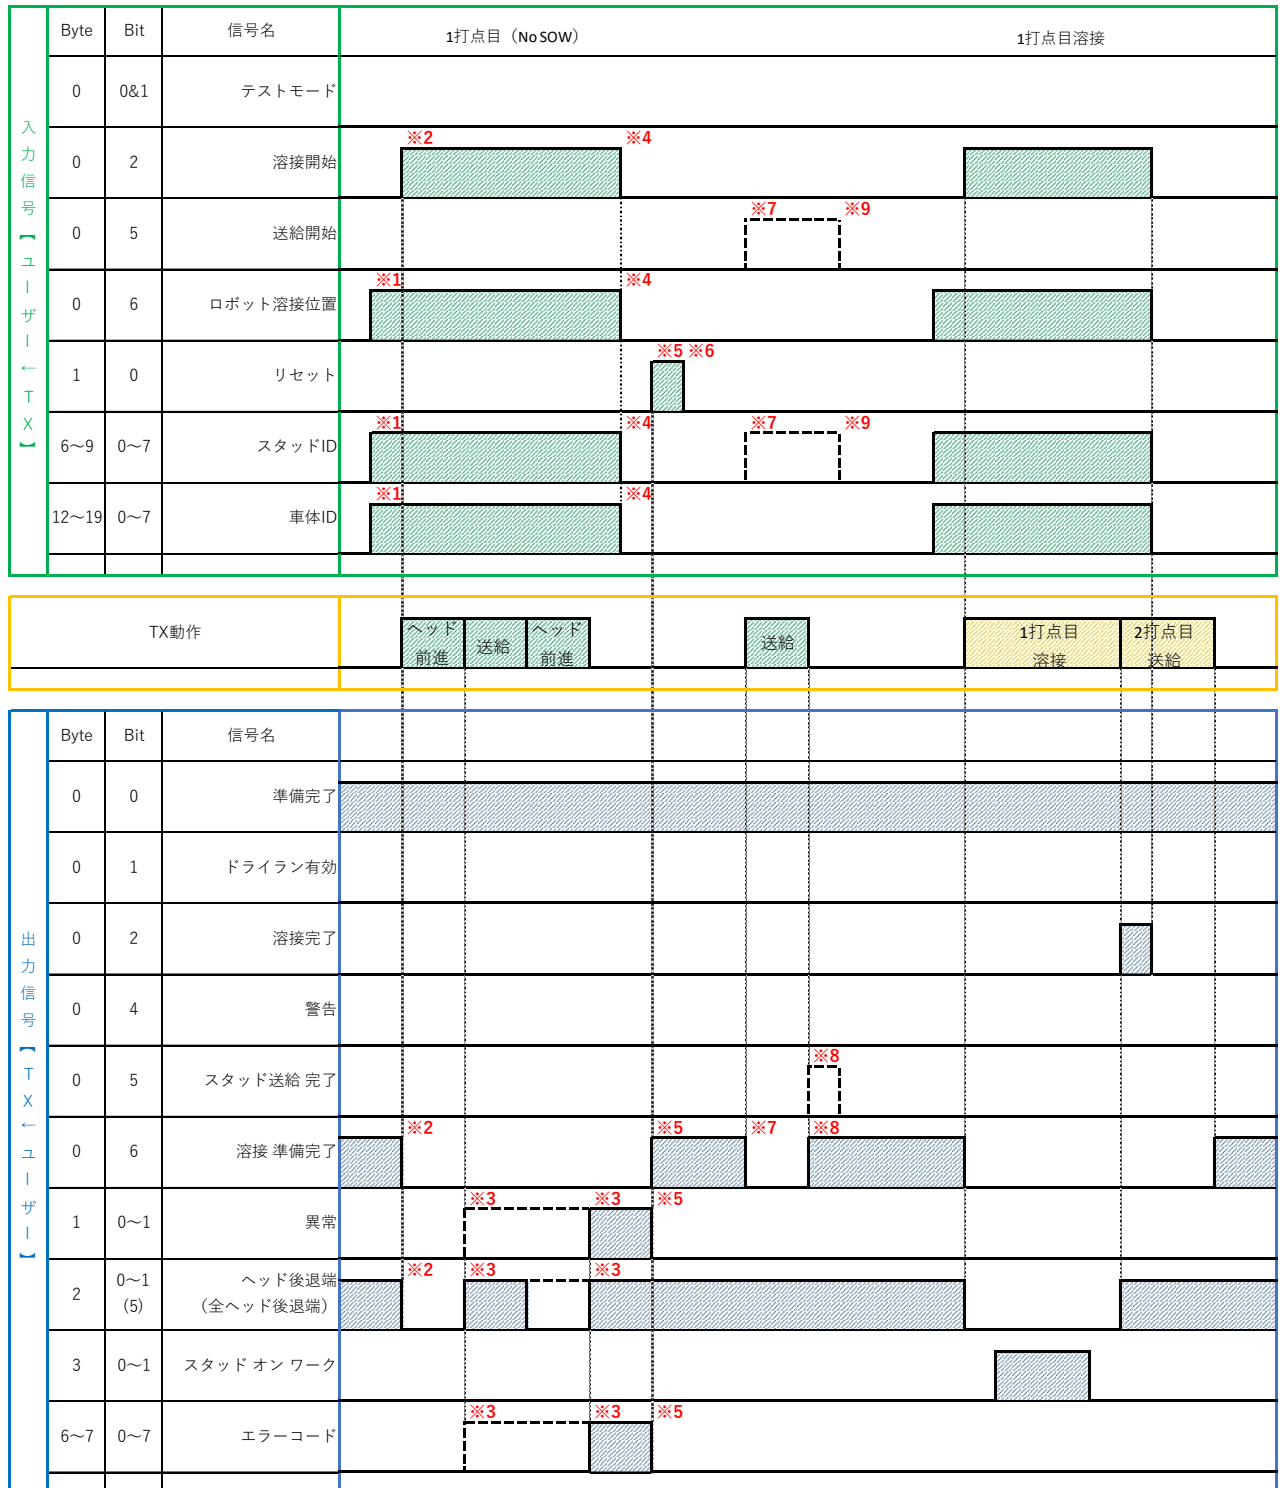 Byte Bit 信号名 1打点目（No SOW） 1打点目溶接
入力信号【ユーザー←TX】
0 0&1 テストモード
※2 ※4
0 2 溶接開始
※7 ※9
0 5 送給開始
※1 ※4
0 6 ロボット溶接位置
※5 ※6
1 0 リセット
※1 ※4 ※7 ※9
6～9 0～7 スタッドID
※1 ※4
12～19 0～7 車体ID
TX動作
ヘッド前進 送給 ヘッド前進 送給 1打点目溶接 2打点目送給
Byte Bit 信号名
出力信号【TX←ユーザー】
0 0 準備完了
0 1 ドライラン有効
0 2 溶接完了
0 4 警告
※8
0 5 スタッド送給 完了
※2 ※5 ※7 ※8
0 6 溶接 準備完了
※3 ※3 ※5
1 0～1 異常
※2 ※3 ※3
2 0～1 (5) ヘッド後退端（全ヘッド後退端）
3 0～1 スタッド オン ワーク
※3 ※3 ※5
6～7 0～7 エラーコード